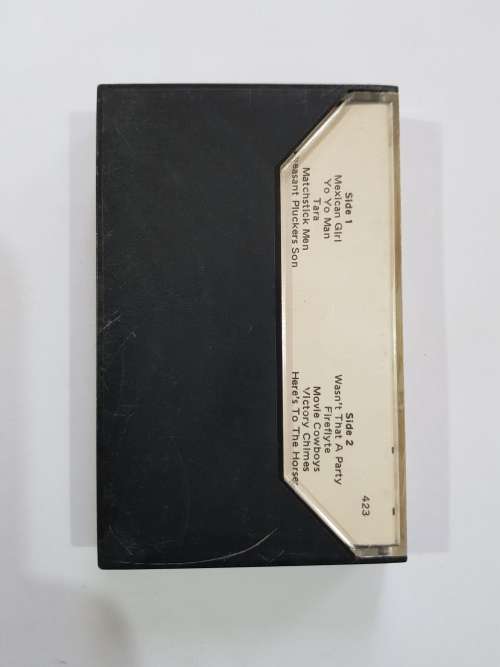 Side 1
Mexican Girl
Yo Yo Man
Tara
Matchstick Men
Pheasant Pluckers Son
Side 2
Wasn't That A Party
Fireflyte
Movie Cowboys
Victory Chimes
Here's To The Horse
423